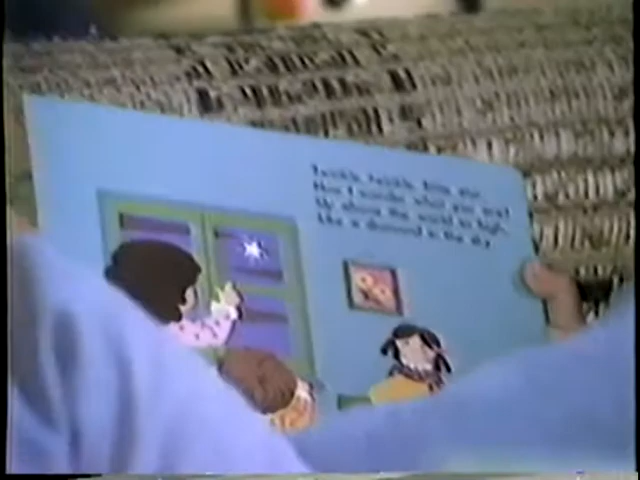 Twinkle, twinkle, little star,
How I wonder what you are!
Up above the world so high,
Like a diamond in the sky.